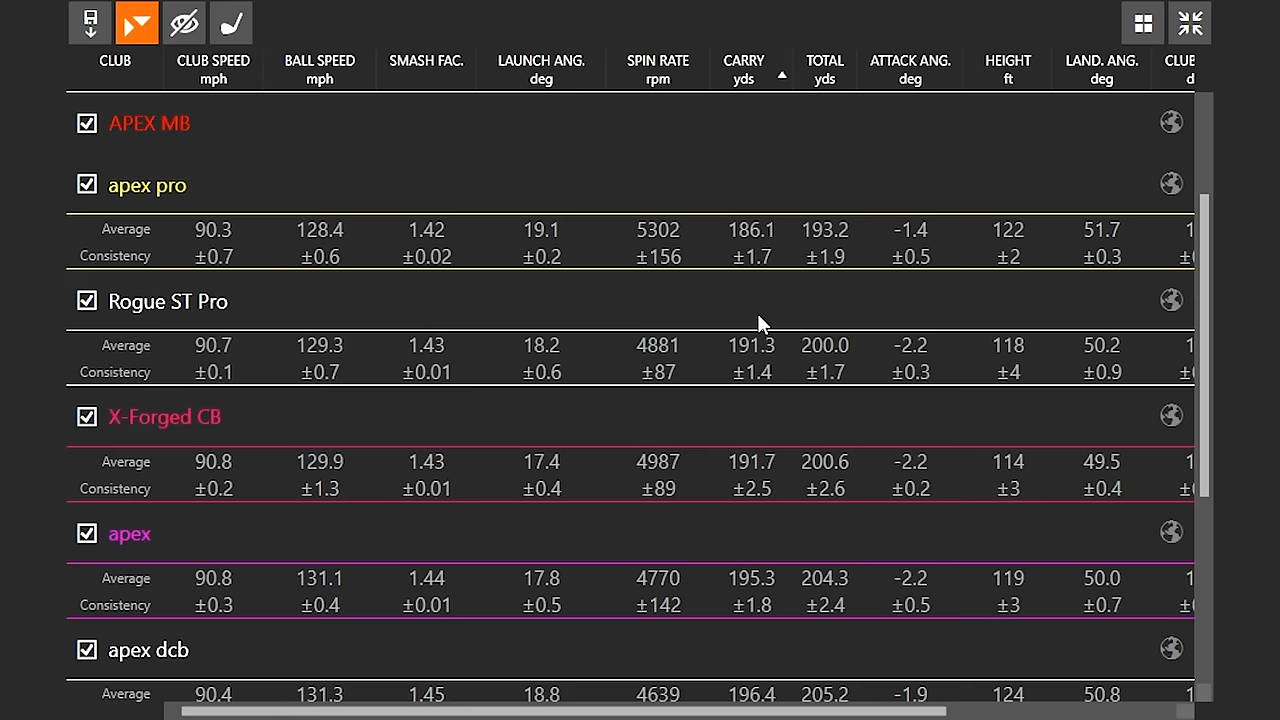 CLUB CLUB SPEED BALL SPEED SMASH FAC. LAUNCH ANG. SPIN RATE CARRY TOTAL ATTACK ANG. HEIGHT LAND. ANG. CLUB
mph mph deg rpm yds yds deg ft deg d
APEX MB
apex pro
Average 90.3 128.4 1.42 19.1 5302 186.1 193.2 -1.4 122 51.7 1
Consistency ±0.7 ±0.6 ±0.02 ±0.2 ±156 ±1.7 ±1.9 ±0.5 ±2 ±0.3
Rogue ST Pro
Average 90.7 129.3 1.43 18.2 4881 191.3 200.0 -2.2 118 50.2 1
Consistency ±0.1 ±0.7 ±0.01 ±0.6 ±87 ±1.4 ±1.7 ±0.3 ±4 ±0.9
X-Forged CB
Average 90.8 129.9 1.43 17.4 4987 191.7 200.6 -2.2 114 49.5 1
Consistency ±0.2 ±1.3 ±0.01 ±0.4 ±89 ±2.5 ±2.6 ±0.2 ±3 ±0.4
apex
Average 90.8 131.1 1.44 17.8 4770 195.3 204.3 -2.2 119 50.0 1
Consistency ±0.3 ±0.4 ±0.01 ±0.5 ±142 ±1.8 ±2.4 ±0.5 ±3 ±0.7
apex dcb
Average 90.4 131.3 1.45 18.8 4639 196.4 205.2 -1.9 124 50.8 1